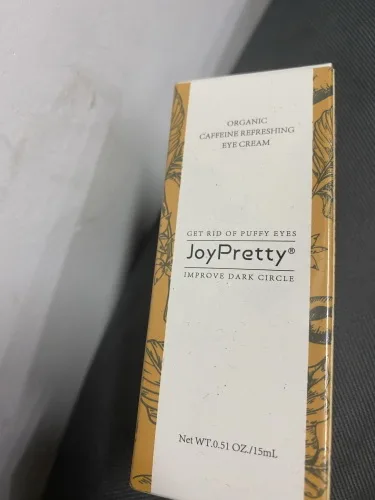 ORGANIC
CAFFEINE REFRESHING
EYE CREAM
GET RID OF PUFFY EYES
JoyPretty®
IMPROVE DARK CIRCLE
Net WT.0.51 OZ./15mL